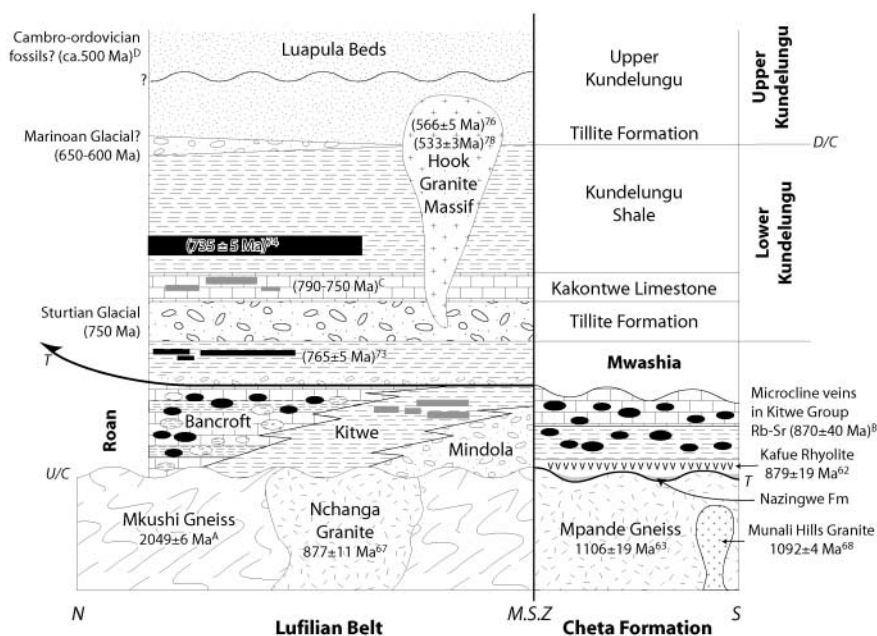 Cambro-ordovician
fossils? (ca.500 Ma)ᴰ
?
Luapula Beds
Marinoan Glacial?
(650-600 Ma)
(566±5 Ma)⁷⁶
(533±3Ma)⁷⁸
Hook
Granite
Massif
(735±5 Ma)⁷⁴
(790-750 Ma)ᶜ
Sturtian Glacial
(750 Ma)
(765±5 Ma)⁷³
T
Roan
Bancroft
Kitwe
Mindola
U/C
Mkushi Gneiss
2049±6 Maᴬ
Nchanga
Granite
877±11 Ma⁶⁷
Upper
Kundelungu
Tillite Formation
Kundelungu
Shale
Kakontwe Limestone
Tillite Formation
Mwashia
Upper
Kundelungu
D/C
Lower
Kundelungu
Microcline veins
in Kitwe Group
Rb-Sr (870±40 Ma)ᴮ
Kafue Rhyolite
879±19 Ma⁶²
T
Nazingwe Fm
Mpande Gneiss
1106±19 Ma⁶³
Munali Hills Granite
1092±4 Ma⁶⁸
N
M.S.Z
S
Lufilian Belt
Cheta Formation